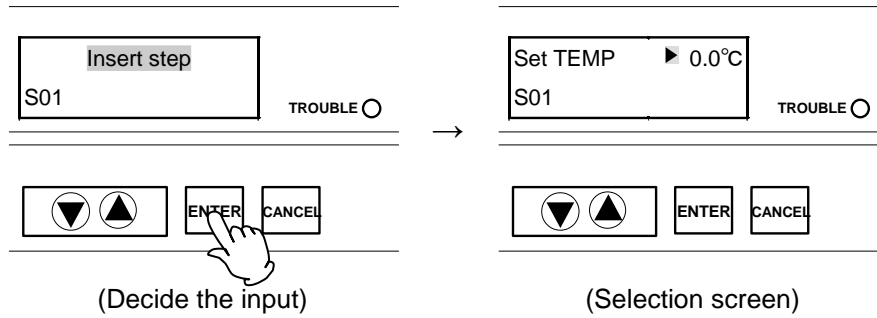 Insert step
S01
TROUBLE
ENTER
CANCEL
(Decide the input)
→
Set TEMP ▶ 0.0℃
S01
TROUBLE
ENTER
CANCEL
(Selection screen)